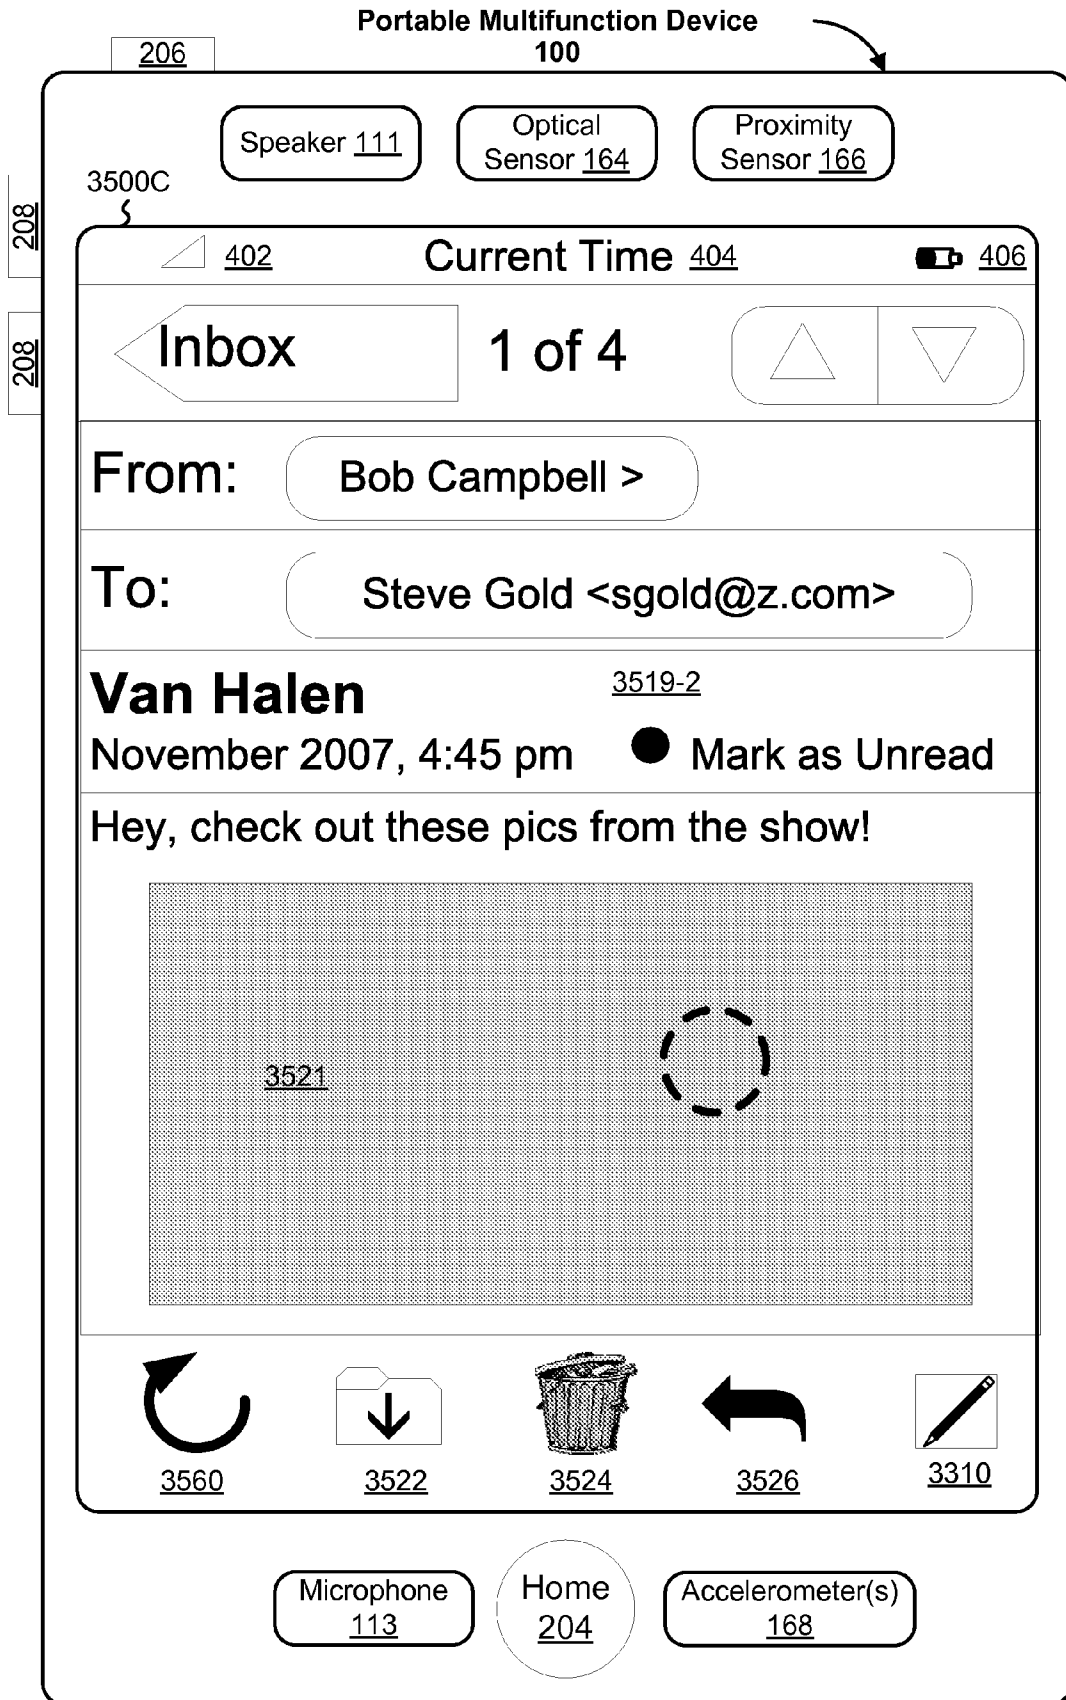 Portable Multifunction Device
100
206
Speaker 111
Optical
Sensor 164
Proximity
Sensor 166
3500C
208
208
402
Current Time 404
406
Inbox
1 of 4
From:
Bob Campbell >
To:
Steve Gold <sgold@z.com>
Van Halen
3519-2
November 2007, 4:45 pm
Mark as Unread
Hey, check out these pics from the show!
3521
3560
3522
3524
3526
3310
Microphone
113
Home
204
Accelerometer(s)
168